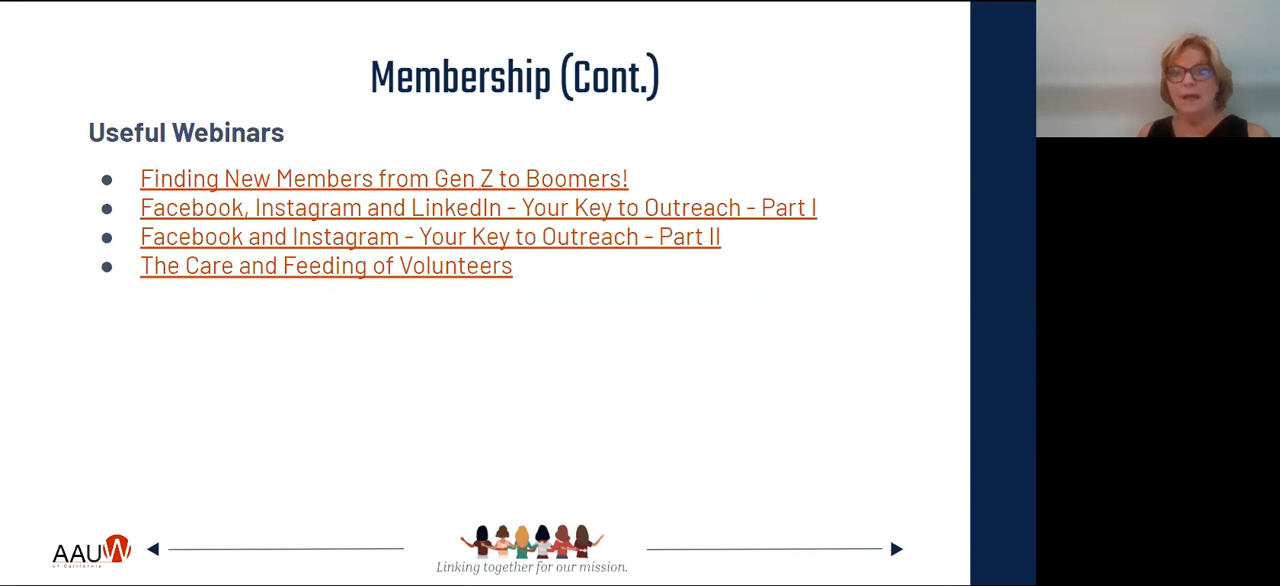 Membership (Cont.)
Useful Webinars
● Finding New Members from Gen Z to Boomers!
● Facebook, Instagram and LinkedIn - Your Key to Outreach - Part I
● Facebook and Instagram - Your Key to Outreach - Part II
● The Care and Feeding of Volunteers
AAUW
of California
Linking together for our mission.